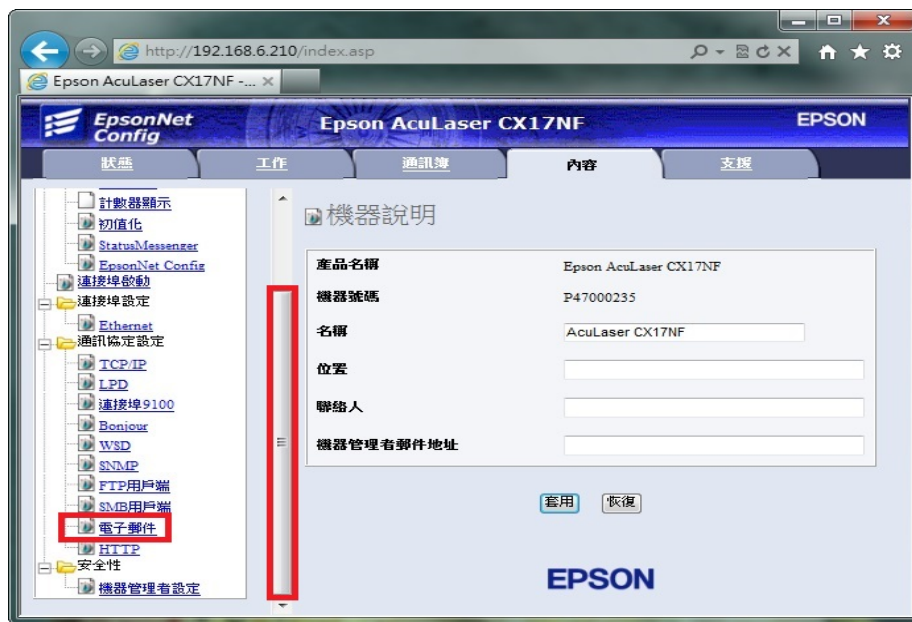 http://192.168.6.210/index.asp
Epson AcuLaser CX17NF -...
EpsonNet
Config
Epson AcuLaser CX17NF
EPSON
狀態
工作
通訊簿
內容
支援
計數器顯示
初值化
StatusMessenger
EpsonNet Config
連接埠啟動
連接埠設定
Ethernet
通訊協定設定
TCP/IP
LPD
連接埠9100
Bonjour
WSD
SNMP
FTP用戶端
SMB用戶端
電子郵件
HTTP
安全性
機器管理者設定
機器說明
產品名稱 Epson AcuLaser CX17NF
機器號碼 P47000235
名稱 AcuLaser CX17NF
位置
聯絡人
機器管理者郵件地址
套用 恢復
EPSON